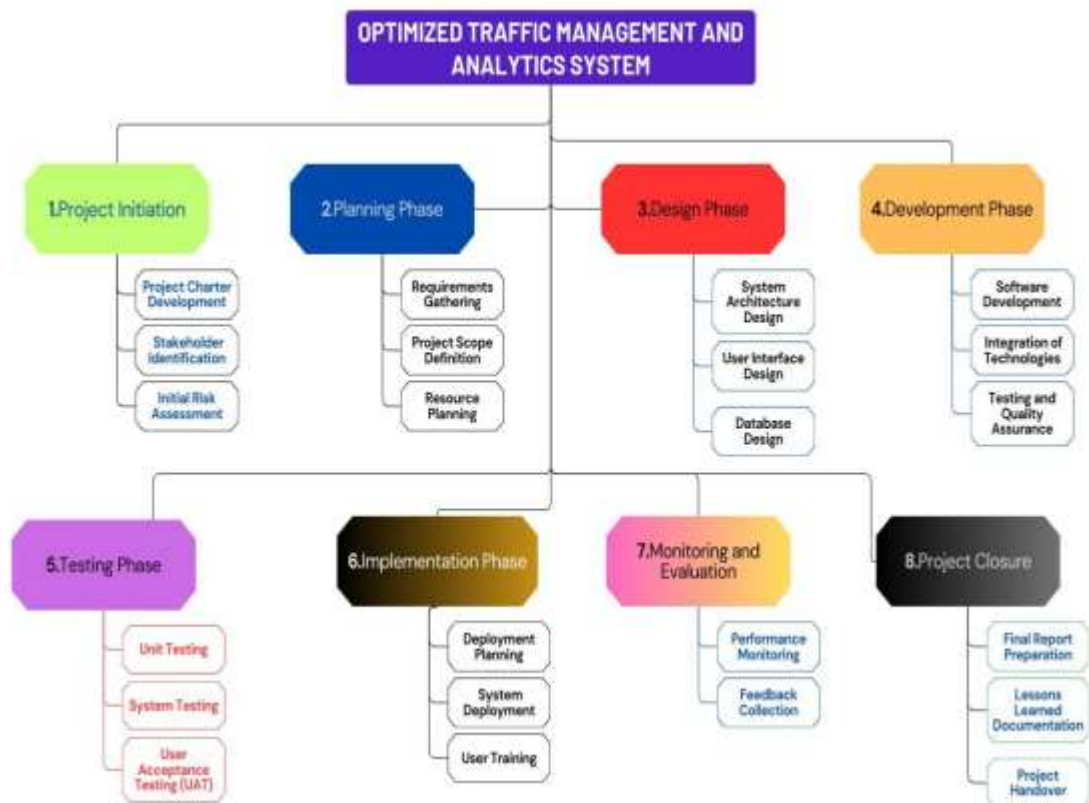 OPTIMIZED TRAFFIC MANAGEMENT AND
ANALYTICS SYSTEM
1.Project Initiation
Project Charter
Development
Stakeholder
identification
Initial Risk
Assessment
2.Planning Phase
Requirements
Gathering
Project Scope
Definition
Resource
Planning
3.Design Phase
System
Architecture
Design
User Interface
Design
Database
Design
4.Development Phase
Software
Development
Integration of
Technologies
Testing and
Quality
Assurance
5.Testing Phase
Unit Testing
System Testing
User
Acceptance
Testing (UAT)
6.Implementation Phase
Deployment
Planning
System
Deployment
User Training
7.Monitoring and
Evaluation
Performance
Monitoring
Feedback
Collection
8.Project Closure
Final Report
Preparation
Lessons
Learned
Documentation
Project
Handover